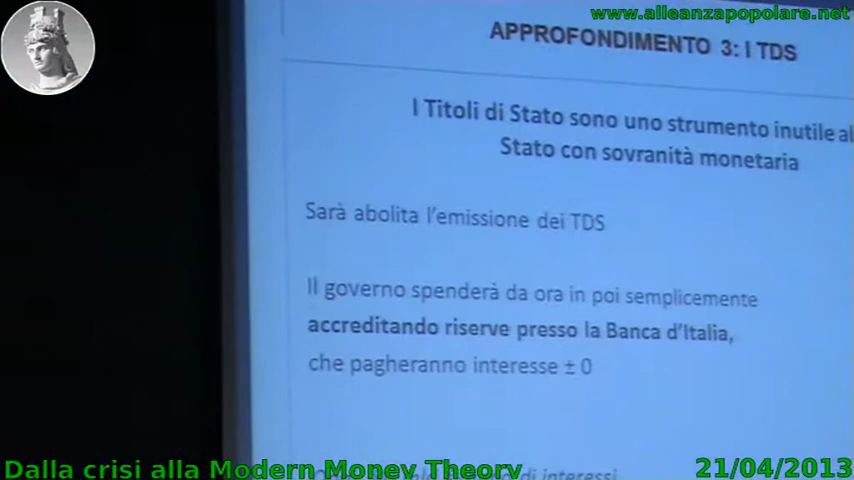 www.alleanzapopolare.net
APPROFONDIMENTO 3: I TDS
I Titoli di Stato sono uno strumento inutile
Stato con sovranità monetaria
Sarà abolita l'emissione dei TDS
Il governo spenderà da ora in poi semplicemente
accreditando riserve presso la Banca d'Italia,
che pagheranno interesse ± 0
di interessi
Dalla crisi alla Modern Money Theory
21/04/2013